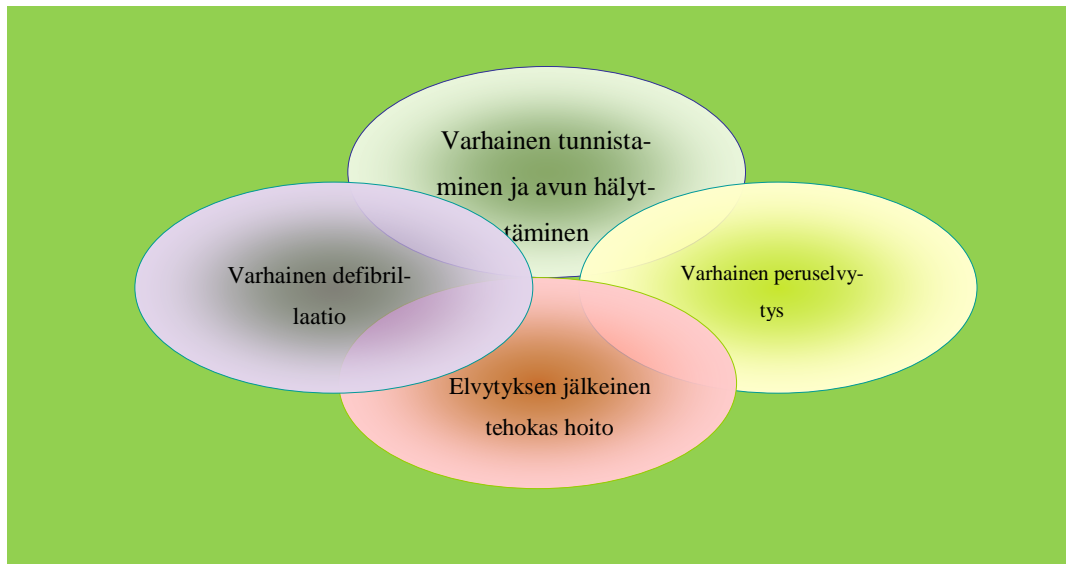 Varhainen tunnista-
minen ja avun hälyt-
täminen
Varhainen defibril-
laatio
Varhainen peruselvy-
tys
Elvytyksen jälkeinen
tehokas hoito